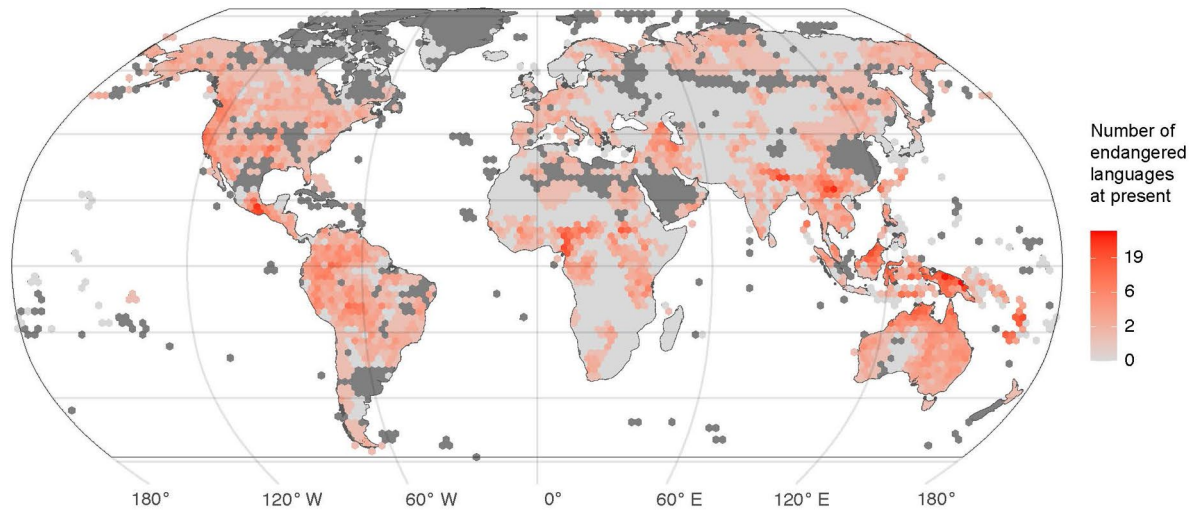 Number of
endangered
languages
at present
19
6
2
0
180° 120° W 60° W 0° 60° E 120° E 180°